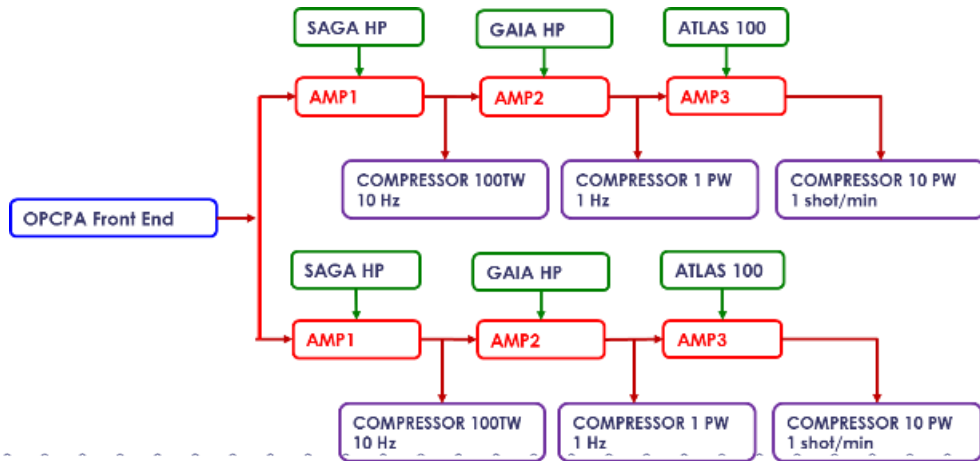 SAGA HP
GAIA HP
ATLAS 100
AMP1
AMP2
AMP3
COMPRESSOR 100TW
10 Hz
COMPRESSOR 1 PW
1 Hz
COMPRESSOR 10 PW
1 shot/min
OPCPA Front End
SAGA HP
GAIA HP
ATLAS 100
AMP1
AMP2
AMP3
COMPRESSOR 100TW
10 Hz
COMPRESSOR 1 PW
1 Hz
COMPRESSOR 10 PW
1 shot/min